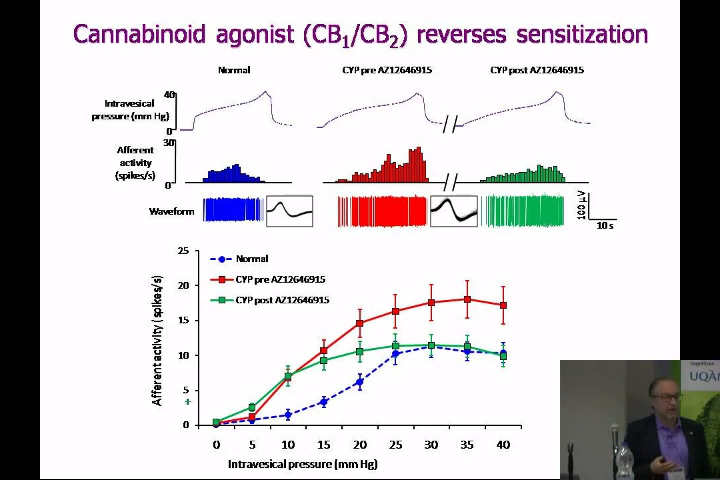 Cannabinoid agonist (CB1/CB2) reverses sensitization
Normal
CYP pre AZ12646915
CYP post AZ12646915
Intravesical
pressure (mm Hg)
40
0
Afferent
activity
(spikes/s)
30
0
Waveform
100 µV
10 s
Afferent activity (spikes/s)
25
20
15
10
5
0
Normal
CYP pre AZ12646915
CYP post AZ12646915
0 5 10 15 20 25 30 35 40
Intravesical pressure (mm Hg)
cognitives
UQÀM